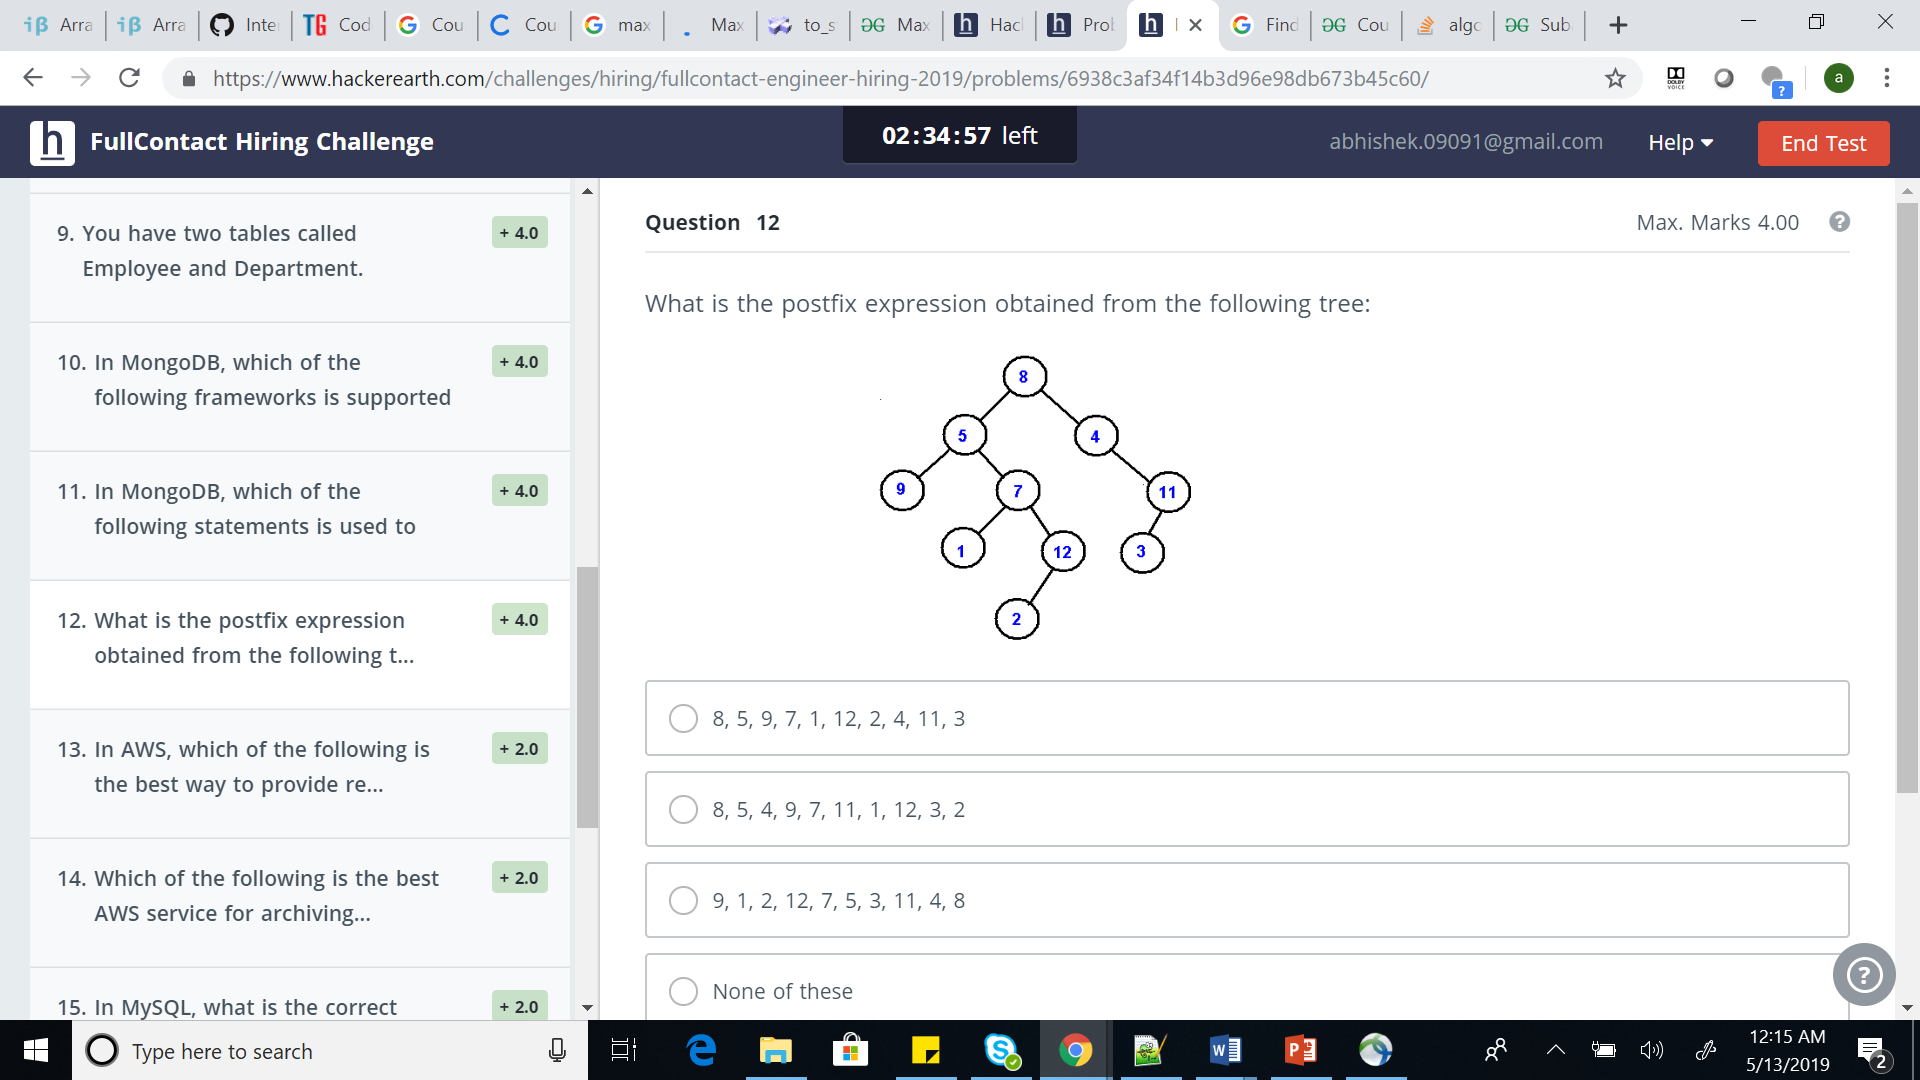 Arra
Arra
Inte
Cod
Cou
Cou
max
Max
to_s
Max
Hac
Prob
Find
Cou
algo
Sub
https://www.hackerearth.com/challenges/hiring/fullcontact-engineer-hiring-2019/problems/6938c3af34f14b3d96e98db673b45c60/
DOLBY
VOICE
?
a
h FullContact Hiring Challenge
02:34:57 left
abhishek.09091@gmail.com
Help
End Test
9. You have two tables called + 4.0
Employee and Department.
10. In MongoDB, which of the + 4.0
following frameworks is supported
11. In MongoDB, which of the + 4.0
following statements is used to
12. What is the postfix expression + 4.0
obtained from the following t...
13. In AWS, which of the following is + 2.0
the best way to provide re...
14. Which of the following is the best + 2.0
AWS service for archiving...
15. In MySQL, what is the correct + 2.0
Question 12
Max. Marks 4.00 ?
What is the postfix expression obtained from the following tree:
8
5 4
9 7 11
1 12 3
2
8, 5, 9, 7, 1, 12, 2, 4, 11, 3
8, 5, 4, 9, 7, 11, 1, 12, 3, 2
9, 1, 2, 12, 7, 5, 3, 11, 4, 8
None of these
?
Type here to search
12:15 AM
5/13/2019
2